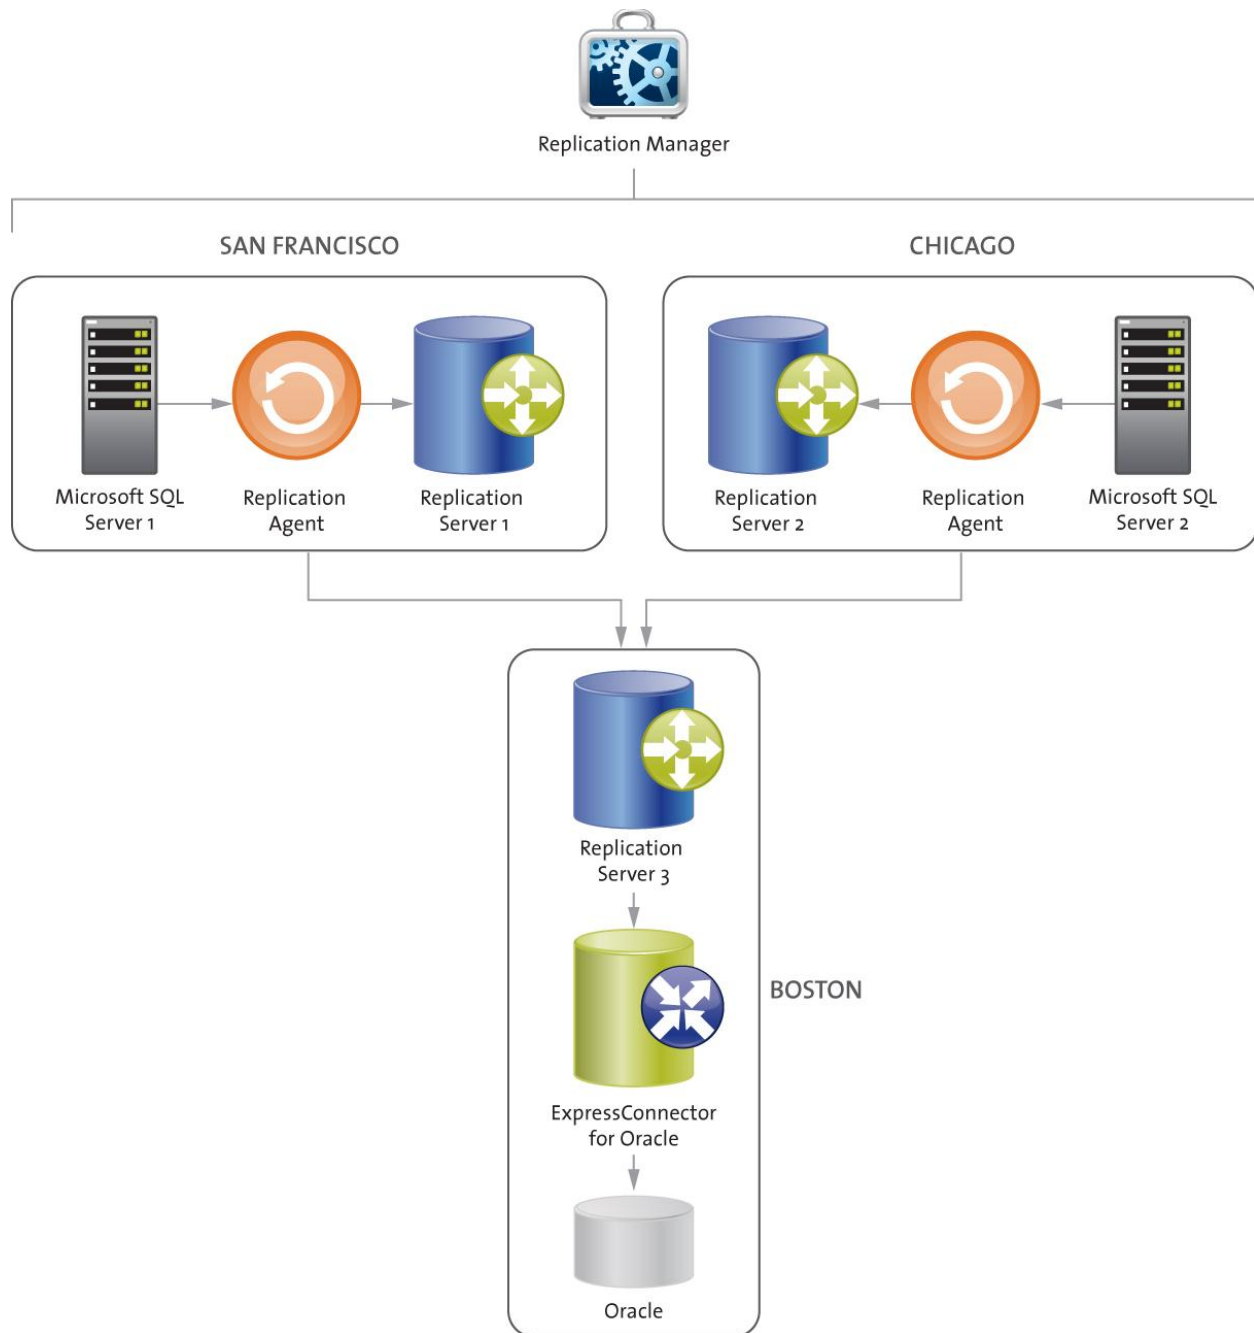 Replication Manager
SAN FRANCISCO
CHICAGO
Microsoft SQL
Server 1
Replication
Agent
Replication
Server 1
Replication
Server 2
Replication
Agent
Microsoft SQL
Server 2
Replication
Server 3
BOSTON
ExpressConnector
for Oracle
Oracle